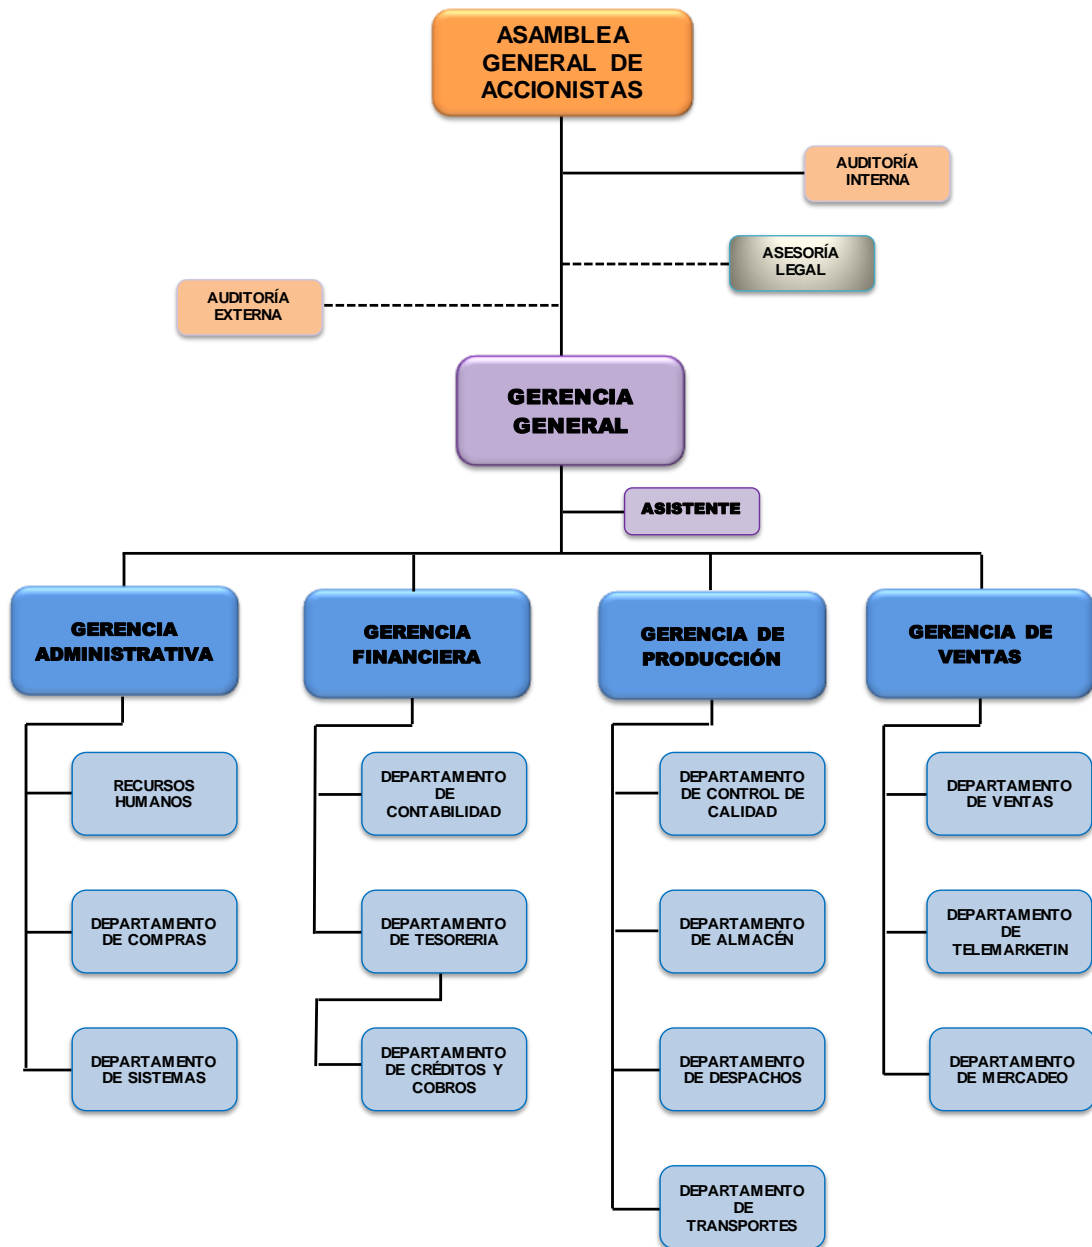 ASAMBLEA
GENERAL DE
ACCIONISTAS
AUDITORÍA
INTERNA
ASESORÍA
LEGAL
AUDITORÍA
EXTERNA
GERENCIA
GENERAL
ASISTENTE
GERENCIA
ADMINISTRATIVA
GERENCIA
FINANCIERA
GERENCIA DE
PRODUCCIÓN
GERENCIA DE
VENTAS
RECURSOS
HUMANOS
DEPARTAMENTO
DE
CONTABILIDAD
DEPARTAMENTO
DE CONTROL DE
CALIDAD
DEPARTAMENTO
DE VENTAS
DEPARTAMENTO
DE COMPRAS
DEPARTAMENTO
DE TESORERIA
DEPARTAMENTO
DE ALMACÉN
DEPARTAMENTO
DE
TELEMARKETIN
DEPARTAMENTO
DE SISTEMAS
DEPARTAMENTO
DE CRÉDITOS Y
COBROS
DEPARTAMENTO
DE DESPACHOS
DEPARTAMENTO
DE MERCADEO
DEPARTAMENTO
DE
TRANSPORTES